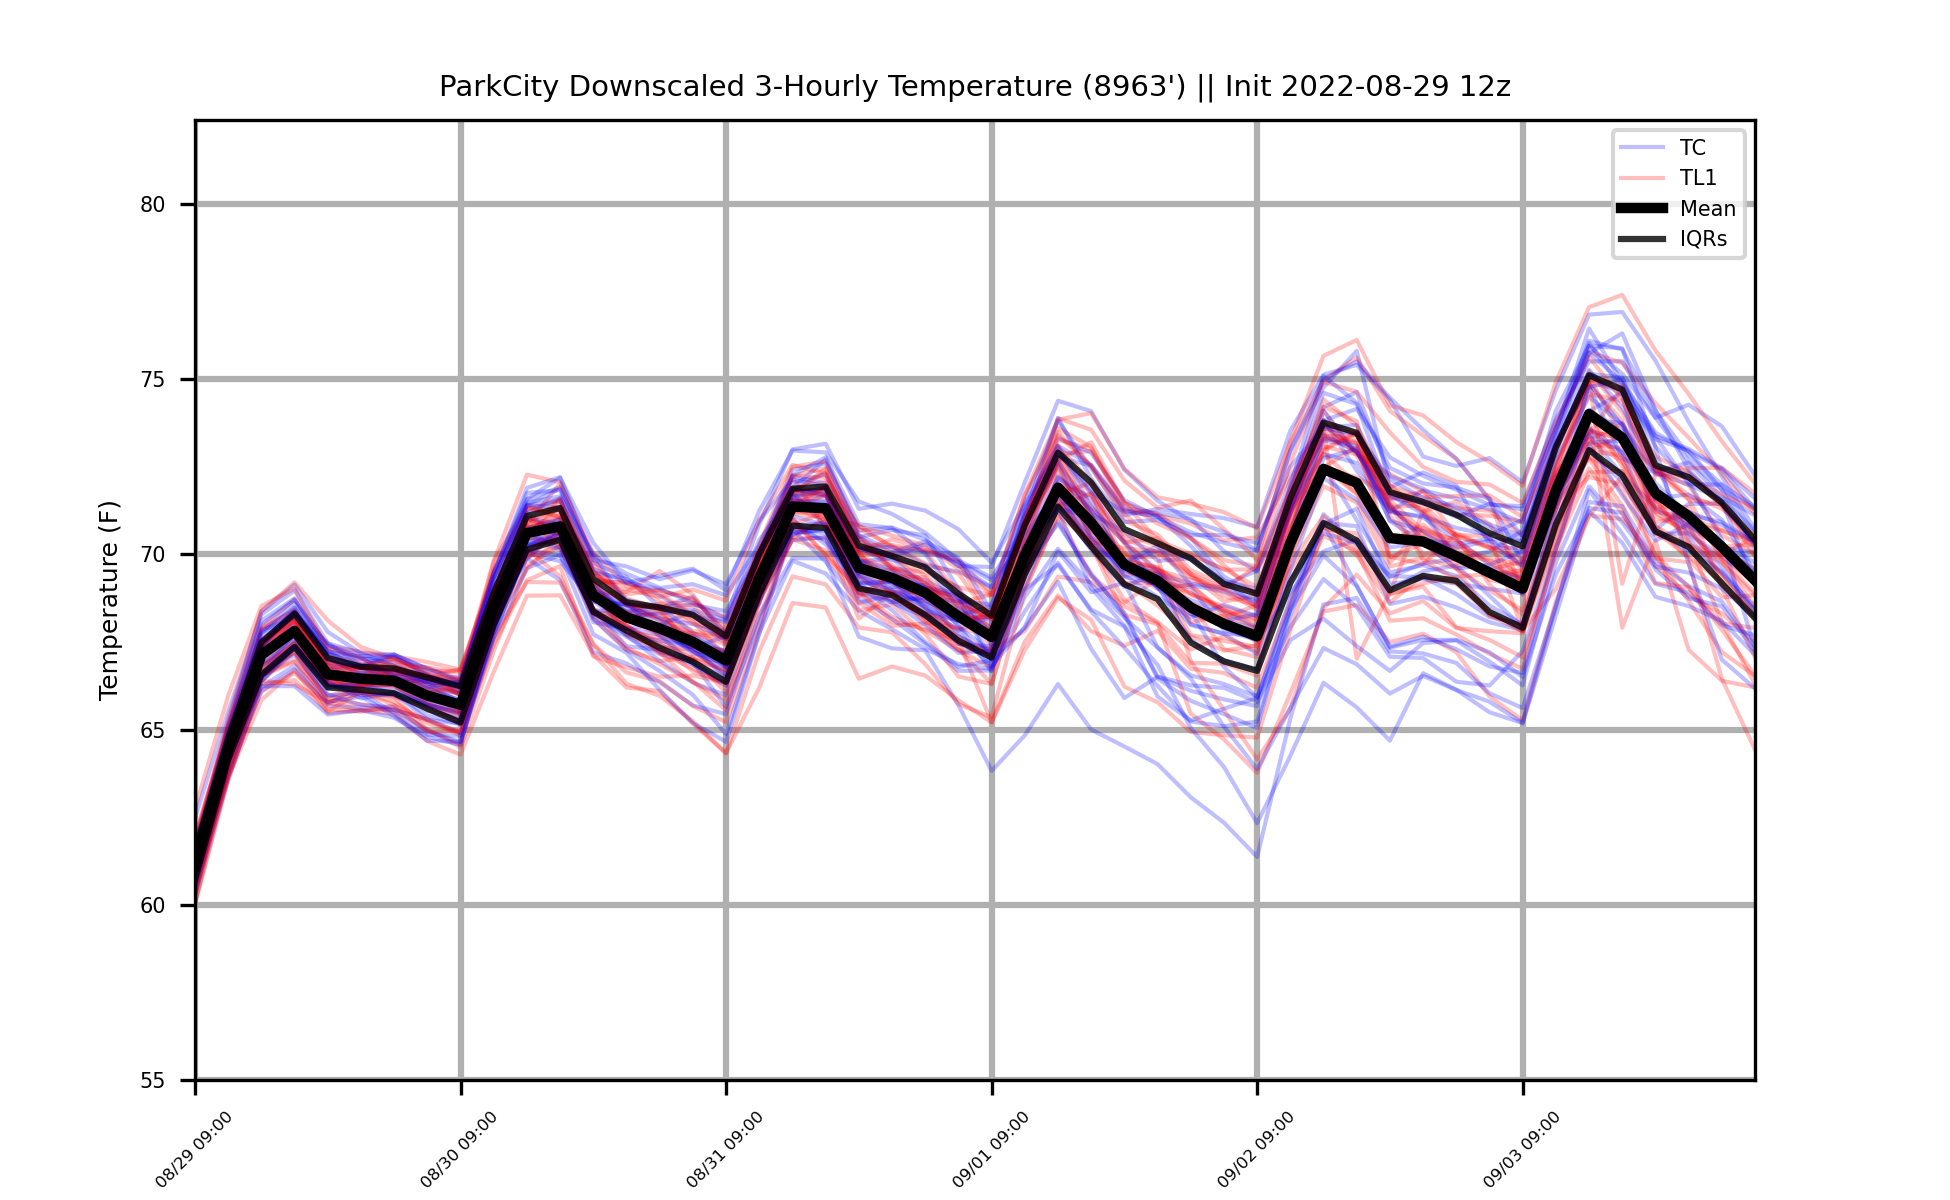 ParkCity Downscaled 3-Hourly Temperature (8963') || Init 2022-08-29 12z
TC
TL1
Mean
IQRs
Temperature (F)
80
75
70
65
60
55
08/29 09:00
08/30 09:00
08/31 09:00
09/01 09:00
09/02 09:00
09/03 09:00